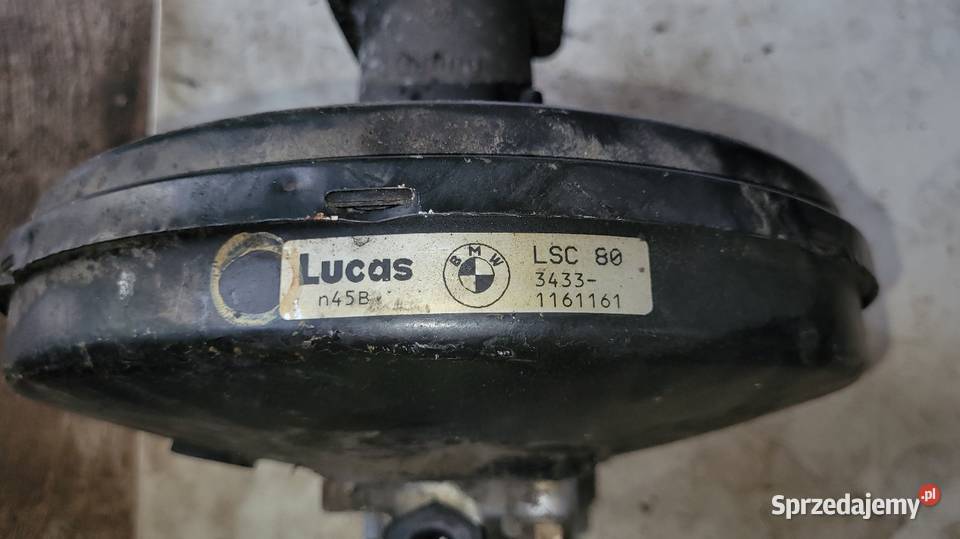 Lucas
n45B
BMW
LSC 80
3433-
1161161
Sprzedajemy.pl